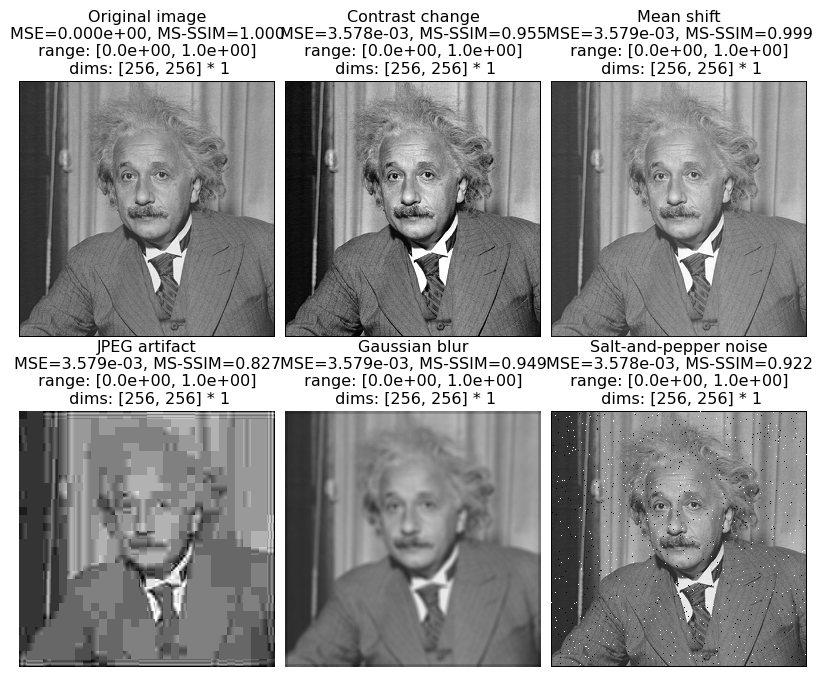 Original image
MSE=0.000e+00, MS-SSIM=1.000
range: [0.0e+00, 1.0e+00]
dims: [256, 256] * 1
Contrast change
MSE=3.578e-03, MS-SSIM=0.955
range: [0.0e+00, 1.0e+00]
dims: [256, 256] * 1
Mean shift
MSE=3.579e-03, MS-SSIM=0.999
range: [0.0e+00, 1.0e+00]
dims: [256, 256] * 1
JPEG artifact
MSE=3.579e-03, MS-SSIM=0.827
range: [0.0e+00, 1.0e+00]
dims: [256, 256] * 1
Gaussian blur
MSE=3.579e-03, MS-SSIM=0.949
range: [0.0e+00, 1.0e+00]
dims: [256, 256] * 1
Salt-and-pepper noise
MSE=3.578e-03, MS-SSIM=0.922
range: [0.0e+00, 1.0e+00]
dims: [256, 256] * 1